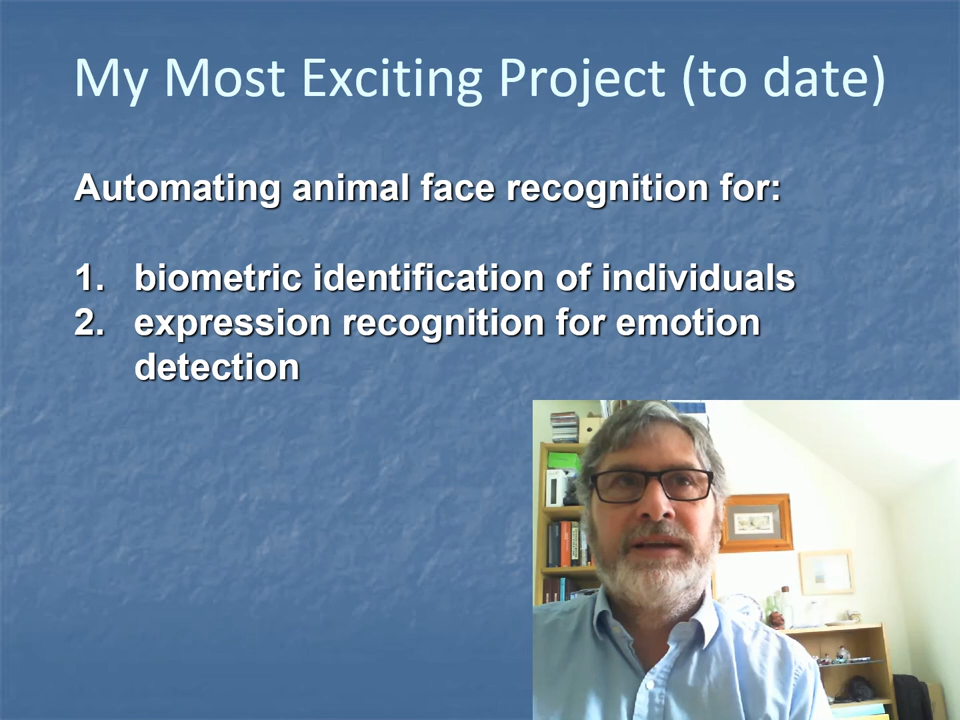 My Most Exciting Project (to date)
Automating animal face recognition for:
1. biometric identification of individuals
2. expression recognition for emotion
detection